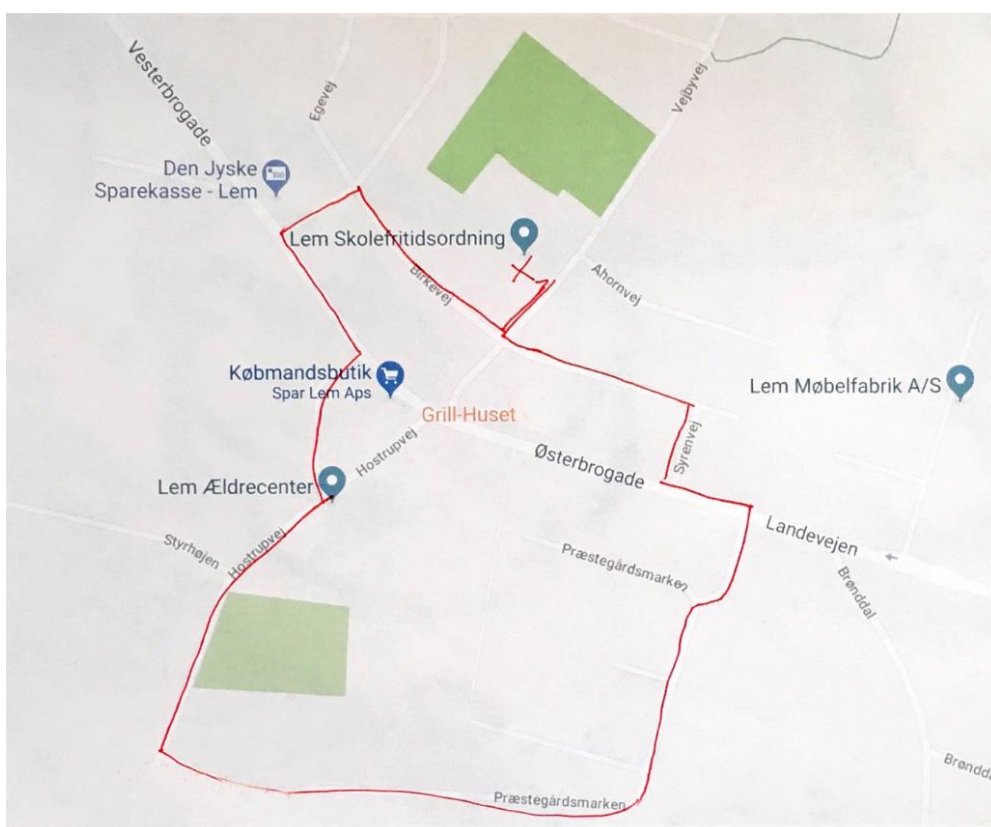 Vesterbrogade
Egevej
Vejbyvej
Den Jyske
Sparekasse - Lem
Lem Skolefritidsordning
Birkevej
Ahornvej
Købmandsbutik
Spar Lem Aps
Lem Møbelfabrik A/S
Grill-Huset
Hostrupvej
Syrenvej
Østerbrogade
Lem Ældrecenter
Landevejen
Styrhøjen
Hostrupvej
Præstegårdsmarken
Brønddal
Brøndda
Præstegårdsmarken